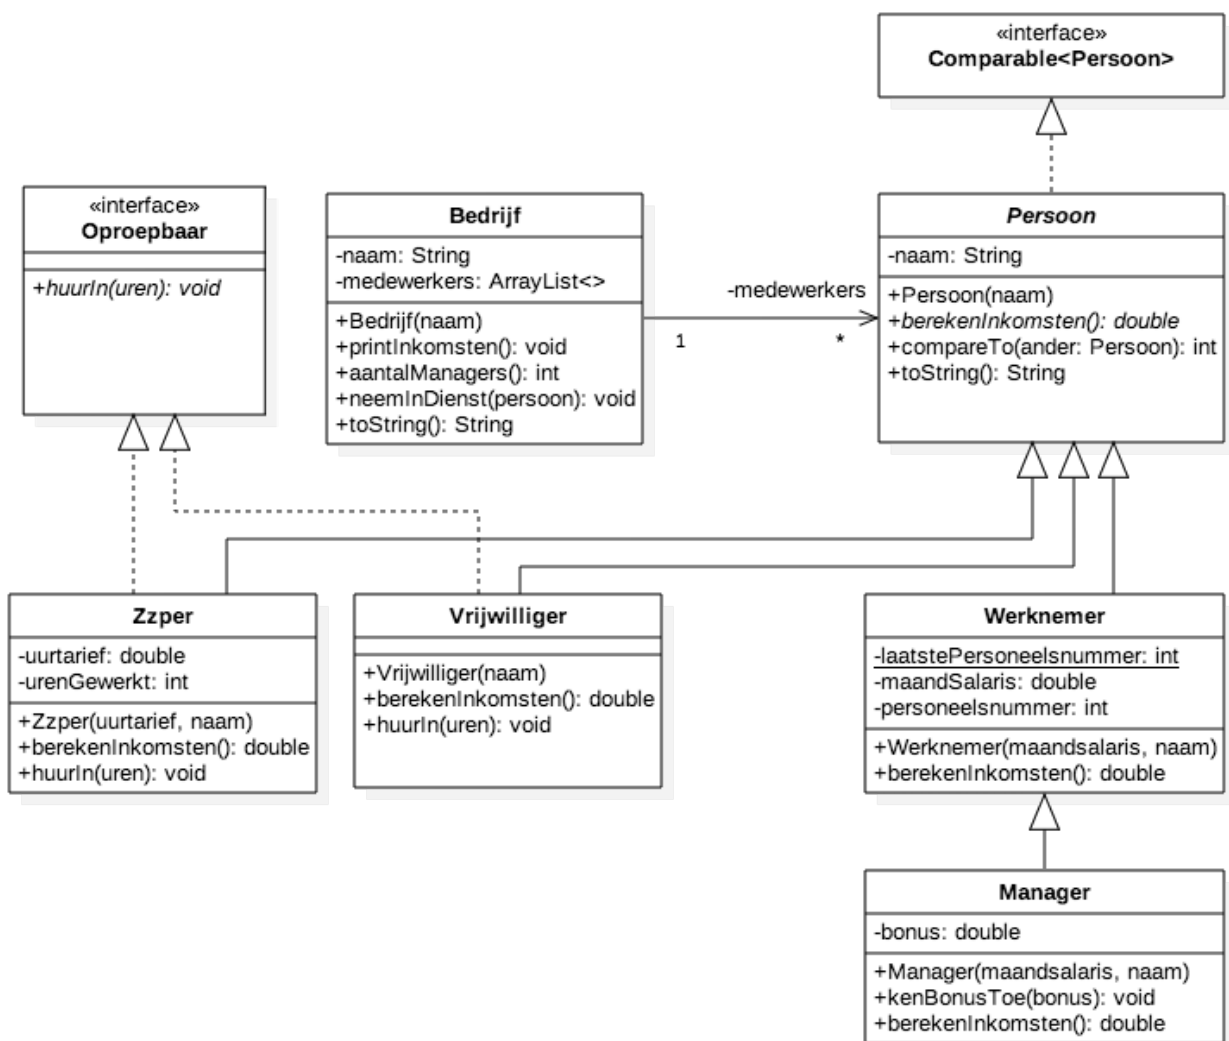 «interface»
Comparable<Persoon>
«interface»
Oproepbaar
+huurIn(uren): void
Bedrijf
-naam: String
-medewerkers: ArrayList<>
+Bedrijf(naam)
+printInkomsten(): void
+aantalManagers(): int
+neemInDienst(persoon): void
+toString(): String
-medewerkers
1
*
Persoon
-naam: String
+Persoon(naam)
+berekenInkomsten(): double
+compareTo(ander: Persoon): int
+toString(): String
Zzper
-uurtarief: double
-urenGewerkt: int
+Zzper(uurtarief, naam)
+berekenInkomsten(): double
+huurIn(uren): void
Vrijwilliger
+Vrijwilliger(naam)
+berekenInkomsten(): double
+huurIn(uren): void
Werknemer
-laatstePersoneelsnummer: int
-maandSalaris: double
-personeelsnummer: int
+Werknemer(maandsalaris, naam)
+berekenInkomsten(): double
Manager
-bonus: double
+Manager(maandsalaris, naam)
+kenBonusToe(bonus): void
+berekenInkomsten(): double